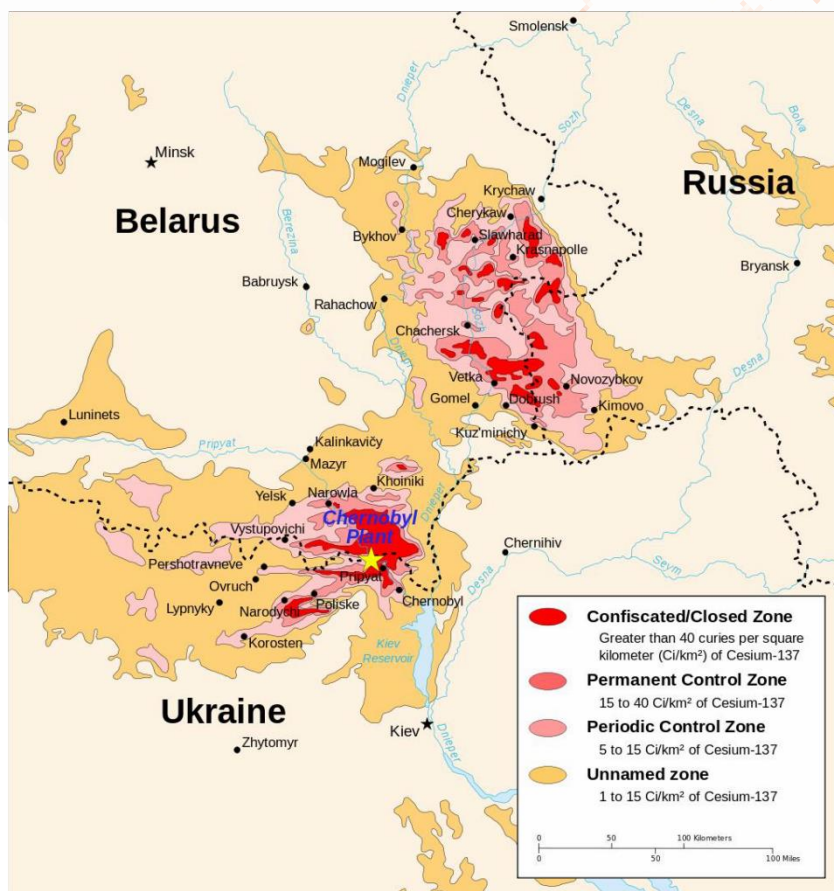 Smolensk
Dnieper
Sozh
Desna
Bolva
Minsk
Mogilev
Russia
Krychaw
Belarus
Berezina
Cherykaw
Bykhov
Slawharad
Krasnapolle
Bryansk
Babruysk
Rahachow
Chachersk
Sozh
Desna
Vetka
Novozybkov
Luninets
Gomel
Dobrush
Kimovo
Kuz'minichy
Pripyat
Kalinkavičy
Mazyr
Khoiniki
Yelsk
Narowla
Dnieper
Chernobyl
Plant
Vystupovichi
Chernihiv
Pershotravneve
Pripyat
Desna
Seym
Ovruch
Chernobyl
Lypnyky
Narodychi
Poliske
Korosten
Kiev
Reservoir
Ukraine
Kiev
Dnieper
Zhytomyr
Confiscated/Closed Zone
Greater than 40 curies per square
kilometer (Ci/km²) of Cesium-137
Permanent Control Zone
15 to 40 Ci/km² of Cesium-137
Periodic Control Zone
5 to 15 Ci/km² of Cesium-137
Unnamed zone
1 to 15 Ci/km² of Cesium-137
0 50 100 Kilometers
0 50 100 Miles